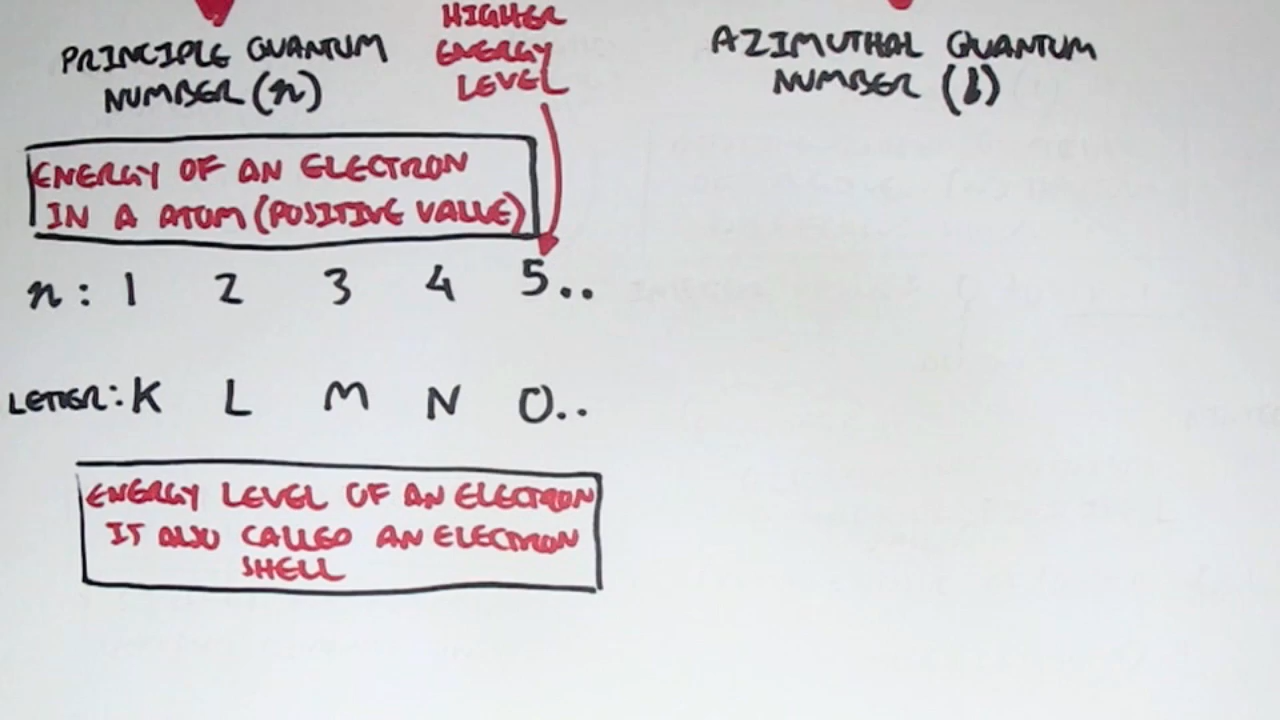 PRINCIPLE QUANTUM
NUMBER (n)
HIGHER
ENERGY
LEVEL
ENERGY OF AN ELECTRON
IN A ATOM (POSITIVE VALUE)
n: 1 2 3 4 5..
LETTER: K L M N O..
ENERGY LEVEL OF AN ELECTRON
IT ALSO CALLED AN ELECTRON
SHELL
AZIMUTHAL QUANTUM
NUMBER (l)